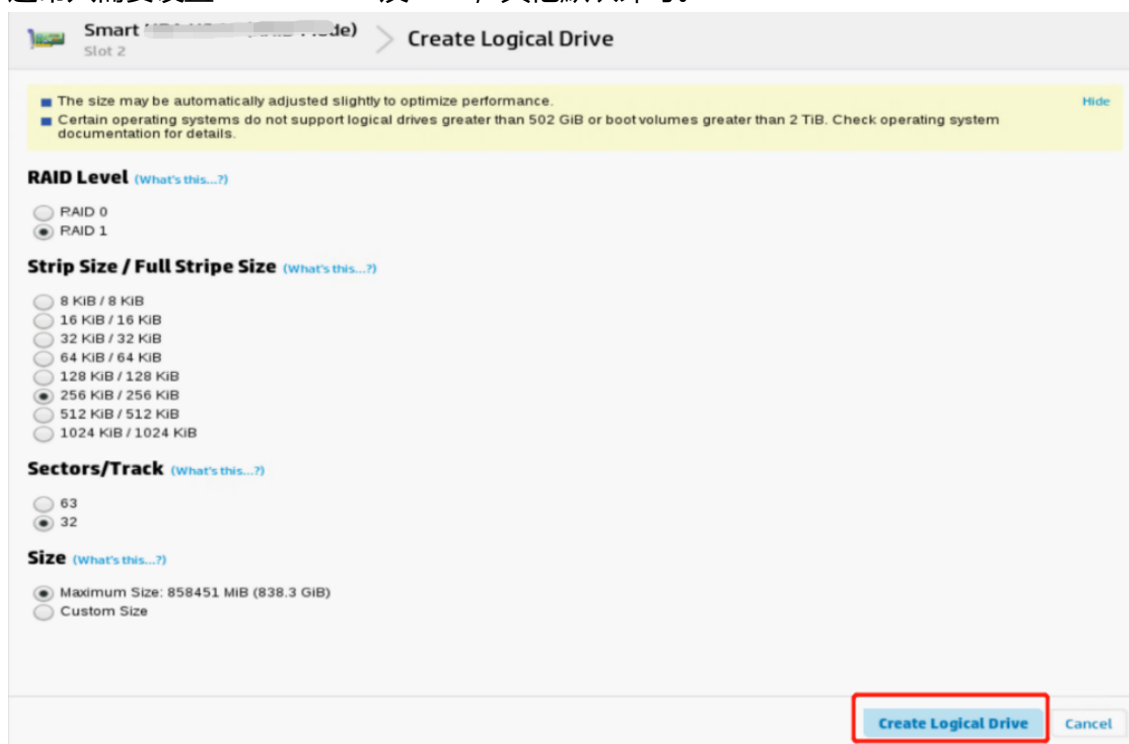 Smart
Slot 2
Create Logical Drive
The size may be automatically adjusted slightly to optimize performance.
Hide
Certain operating systems do not support logical drives greater than 502 GiB or boot volumes greater than 2 TiB. Check operating system
documentation for details.
RAID Level (What's this...?)
RAID 0
RAID 1
Strip Size / Full Stripe Size (What's this...?)
8 KiB / 8 KiB
16 KiB / 16 KiB
32 KiB / 32 KiB
64 KiB / 64 KiB
128 KiB / 128 KiB
256 KiB / 256 KiB
512 KiB / 512 KiB
1024 KiB / 1024 KiB
Sectors/Track (What's this...?)
63
32
Size (What's this...?)
Maximum Size: 858451 MiB (838.3 GiB)
Custom Size
Create Logical Drive
Cancel